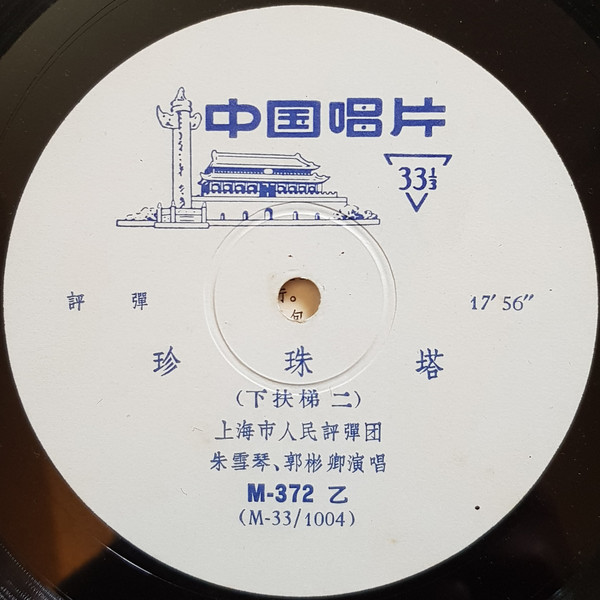 中国唱片
33⅓
評彈
17′56″
珍珠塔
(下扶梯 二)
上海市人民評彈团
朱雪琴、郭彬卿演唱
M-372 乙
(M-33/1004)